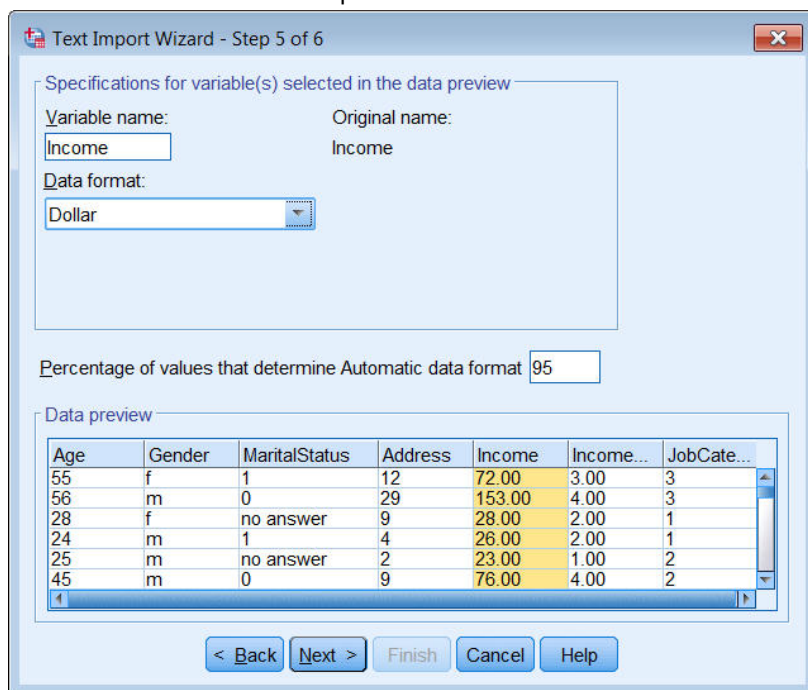 Text Import Wizard - Step 5 of 6
Specifications for variable(s) selected in the data preview
Variable name: Original name:
Income Income
Data format:
Dollar
Percentage of values that determine Automatic data format 95
Data preview
Age Gender MaritalStatus Address Income Income... JobCate...
55 f 1 12 72.00 3.00 3
56 m 0 29 153.00 4.00 3
28 f no answer 9 28.00 2.00 1
24 m 1 4 26.00 2.00 1
25 m no answer 2 23.00 1.00 2
45 m 0 9 76.00 4.00 2
< Back Next > Finish Cancel Help